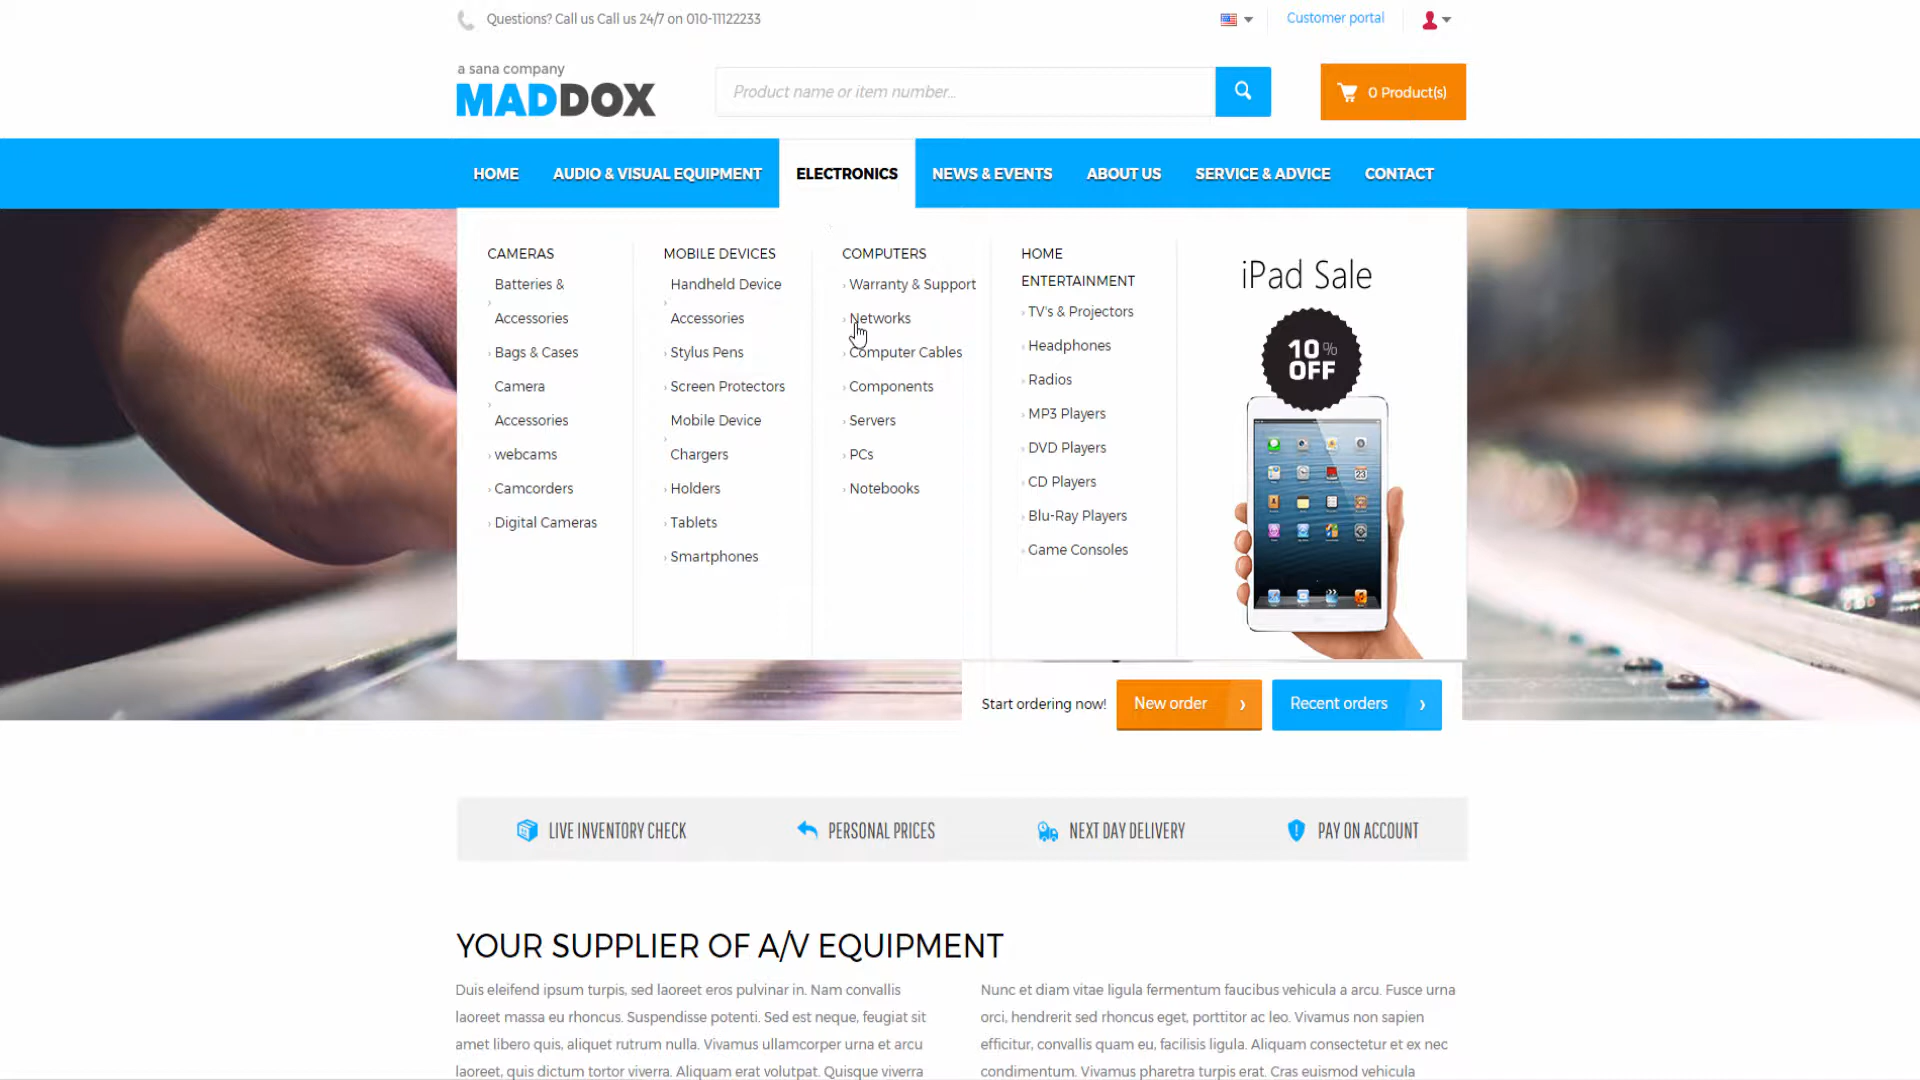 Questions? Call us Call us 24/7 on 010-11122233
Customer portal
a sana company
MADDOX
Product name or item number...
0 Product(s)
HOME
AUDIO & VISUAL EQUIPMENT
ELECTRONICS
NEWS & EVENTS
ABOUT US
SERVICE & ADVICE
CONTACT
CAMERAS
Batteries &
Accessories
Bags & Cases
Camera
Accessories
webcams
Camcorders
Digital Cameras
MOBILE DEVICES
Handheld Device
Accessories
Stylus Pens
Screen Protectors
Mobile Device
Chargers
Holders
Tablets
Smartphones
COMPUTERS
Warranty & Support
Networks
Computer Cables
Components
Servers
PCs
Notebooks
HOME
ENTERTAINMENT
TV's & Projectors
Headphones
Radios
MP3 Players
DVD Players
CD Players
Blu-Ray Players
Game Consoles
iPad Sale
10%
OFF
23
Start ordering now!
New order
Recent orders
LIVE INVENTORY CHECK
PERSONAL PRICES
NEXT DAY DELIVERY
PAY ON ACCOUNT
YOUR SUPPLIER OF A/V EQUIPMENT
Duis eleifend ipsum turpis, sed laoreet eros pulvinar in. Nam convallis
laoreet massa eu rhoncus. Suspendisse potenti. Sed est neque, feugiat sit
amet libero quis, aliquet rutrum nulla. Vivamus ullamcorper urna et arcu
laoreet, quis dictum tortor viverra. Aliquam erat volutpat. Quisque viverra
Nunc et diam vitae ligula fermentum faucibus vehicula a arcu. Fusce urna
orci, hendrerit sed rhoncus eget, porttitor ac leo. Vivamus non sapien
efficitur, convallis quam eu, facilisis ligula. Aliquam consectetur et ex nec
condimentum. Vivamus pharetra turpis erat. Cras euismod vehicula